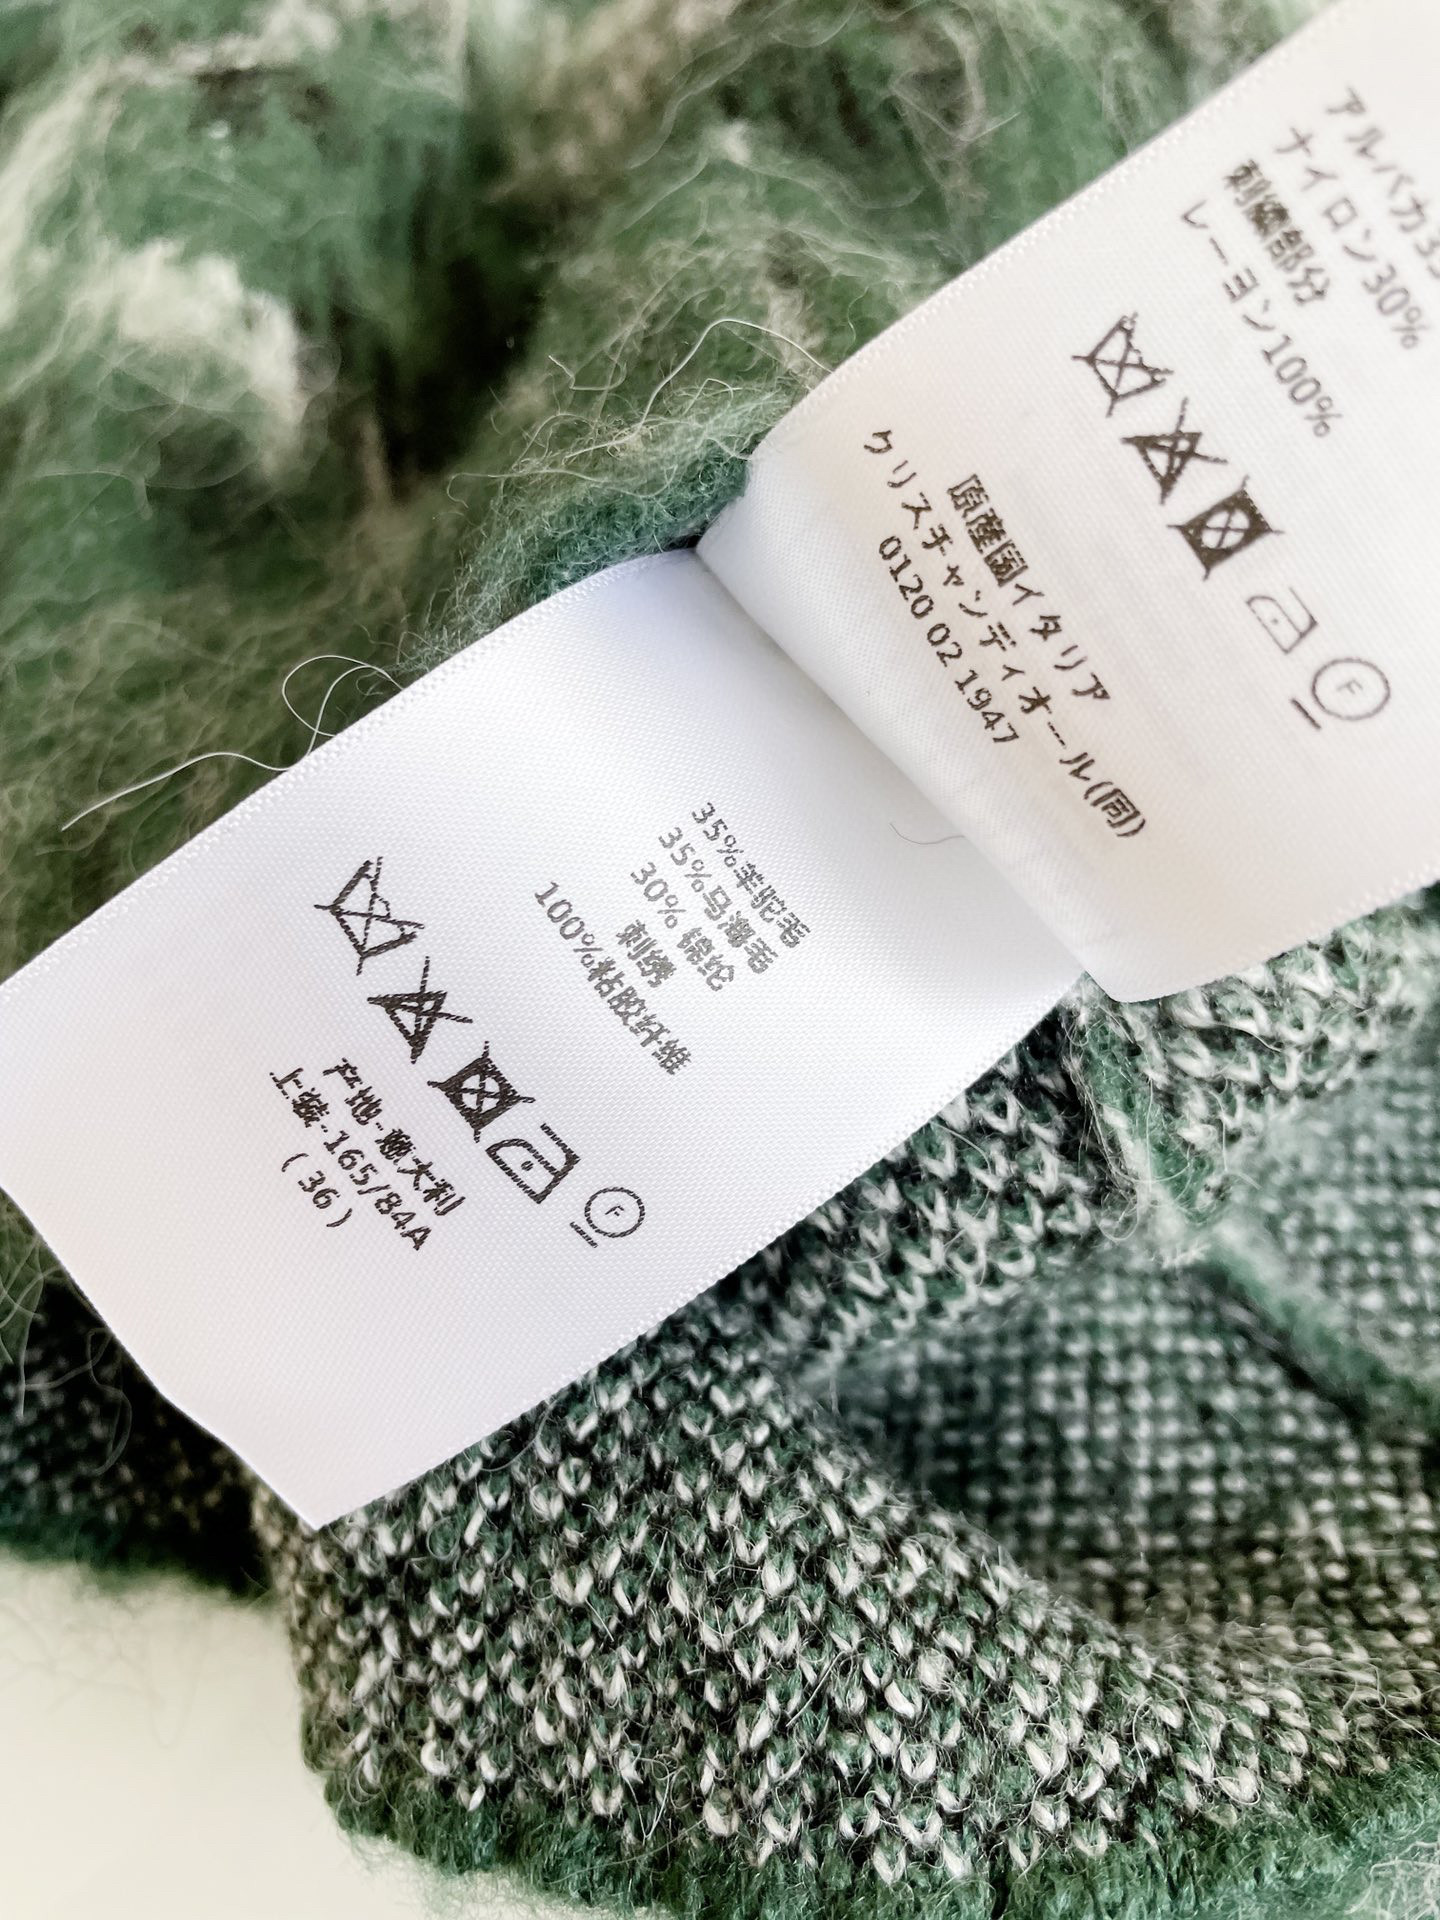 35%羊驼毛
35%马海毛
30% 锦纶
刺绣
100%粘胶纤维
F
产地-意大利
上装-165/84A
(36)
アルパカ35
ナイロン30%
刺繍部分
レーヨン100%
F
原産国イタリア
クリスチャンディオール(同)
0120 02 1947